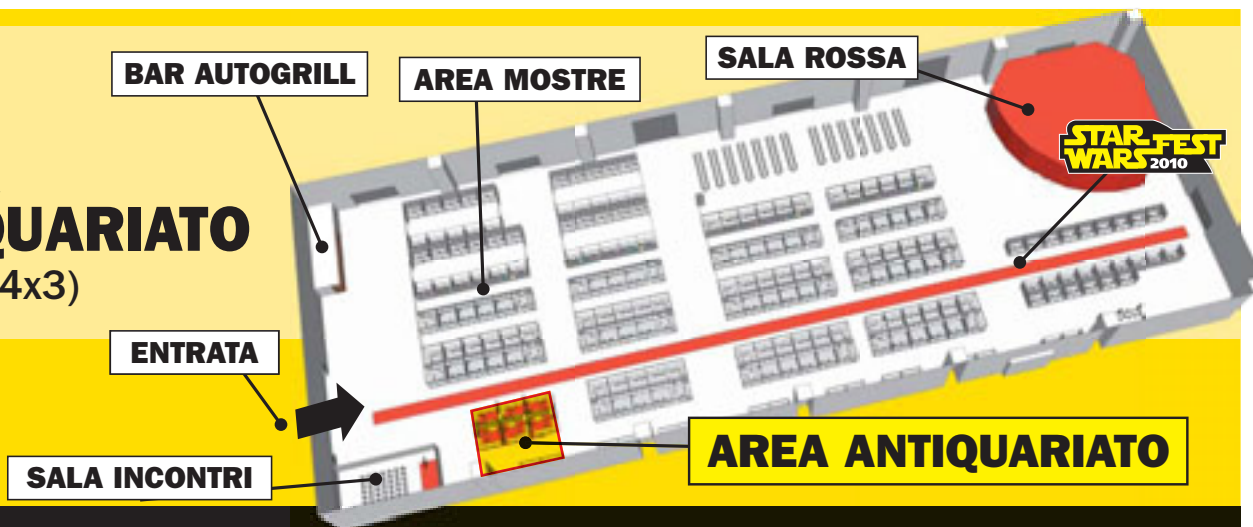 BAR AUTOGRILL
AREA MOSTRE
SALA ROSSA
STAR WARS FEST 2010
QUARIATO
4x3)
ENTRATA
AREA ANTIQUARIATO
SALA INCONTRI